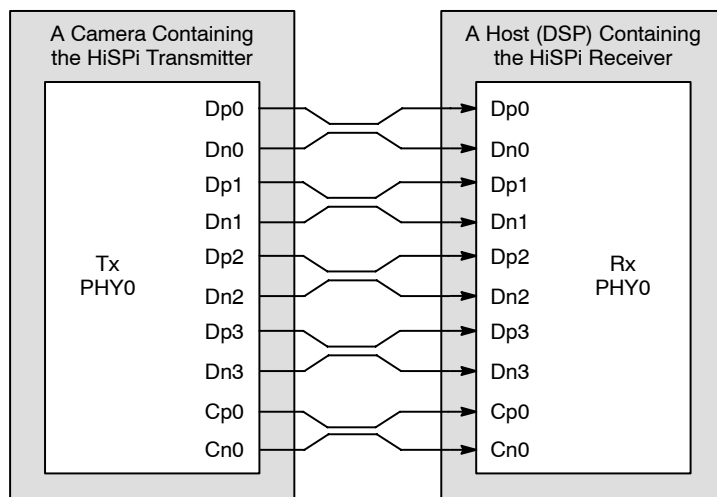 A Camera Containing
the HiSPi Transmitter
Tx
PHY0
Dp0
Dn0
Dp1
Dn1
Dp2
Dn2
Dp3
Dn3
Cp0
Cn0
A Host (DSP) Containing
the HiSPi Receiver
Dp0
Dn0
Dp1
Dn1
Dp2
Dn2
Dp3
Dn3
Cp0
Cn0
Rx
PHY0